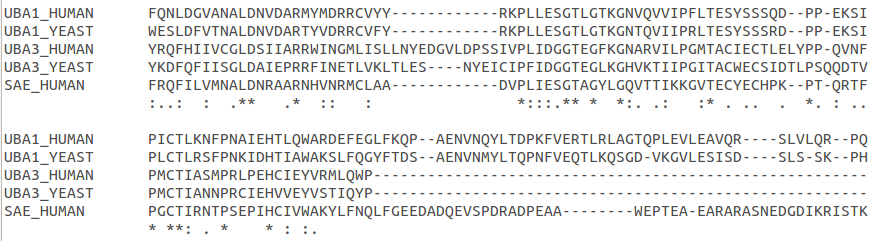 UBA1_HUMAN      FQNLDGVANALDNVDARMYMDRRCVYY------------RKPLLESGTLGTKGNVQVVIPFLTESYSSSQD--PP-EKSI
UBA1_YEAST      WESLDFVTNALDNVDARTYVDRRCVFY------------RKPLLESGTLGTKGNTQVIIPRLTESYSSSRD--PP-EKSI
UBA3_HUMAN      YRQFHIIVCGLDSIIARRWINGMLISLLNYEDGVLDPSSIVPLIDGGTEGFKGNARVILPGMTACIECTLELYPP-QVNF
UBA3_YEAST      YKDFQFIISGLDAIEPRRFINETLVKLTLES----NYEICIPFIDGGTEGLKGHVKTIIPGITACWECSIDTLPSQQDTV
SAE_HUMAN       FRQFILVMNALDNRAARNHVNRMCLAA------------DVPLIESGTAGYLGQVTTIKKGVTECYECHPK--PT-QRTF
                :..:  :  .**   .*  ::   :                 *:::.** *  *:. .:   :* . ..  .  *. : ..
UBA1_HUMAN      PICTLKNFPNAIEHTLQWARDEFEGLFKQP--AENVNQYLTDPKFVERTLRLAGTQPLEVLEAVQR----SLVLQR--PQ
UBA1_YEAST      PLCTLRSFPNKIDHTIAWAKSLFQGYFTDS--AENVNMYLTQPNFVEQTLKQSGD-VKGVLESISD----SLS-SK--PH
UBA3_HUMAN      PMCTIASMPRLPEHCIEYVRMLQWP-------------------------------------------------------
UBA3_YEAST      PMCTIANNPRCIEHVVEYVSTIQYP-------------------------------------------------------
SAE_HUMAN       PGCTIRNTPSEPIHCIVWAKYLFNQLFGEEDADQEVSPDRADPEAA--------WEPTEA-EARARASNEDGDIKRISTK
                * **: . *    * : :.